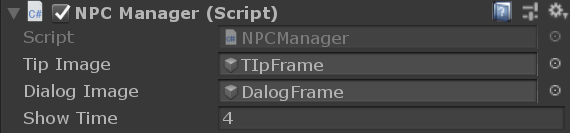 NPC Manager (Script)
Script NPCManager
Tip Image TIpFrame
Dialog Image DalogFrame
Show Time 4